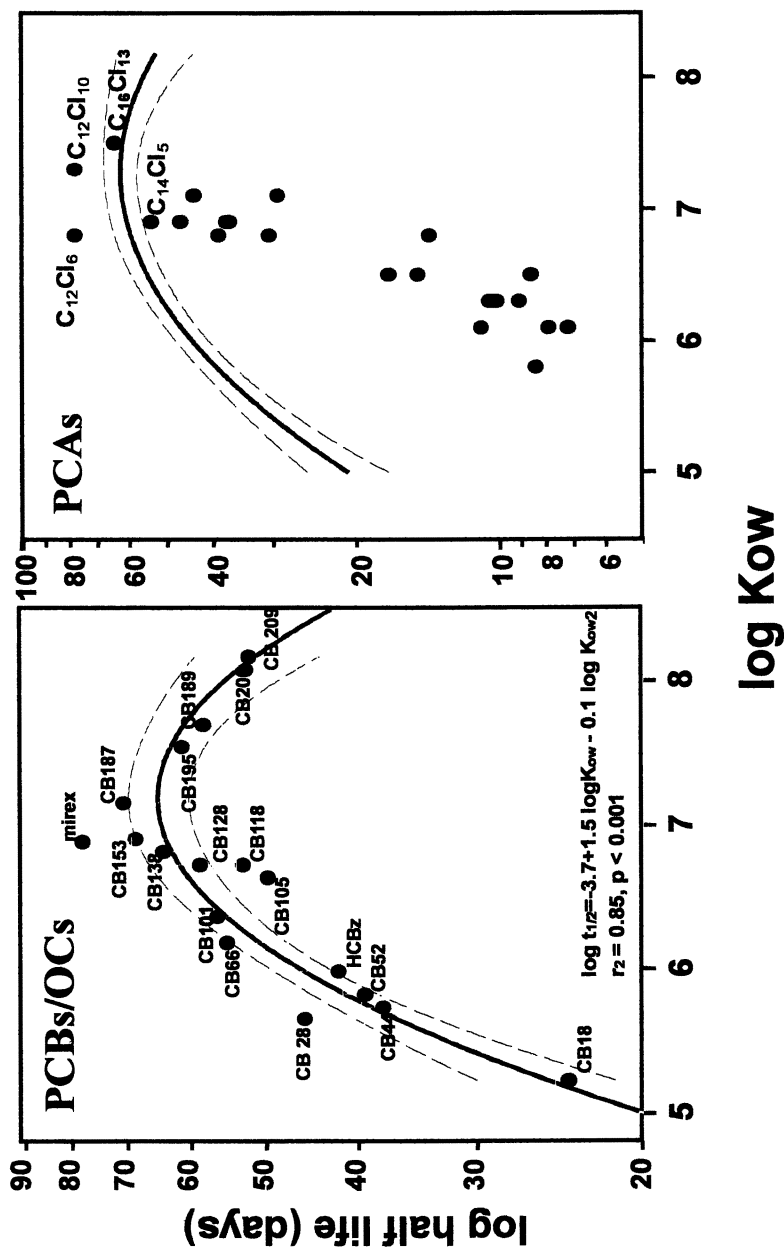 PCBs/OCs
90
80
70
60
50
40
30
20
log half life (days)
mirex
CB187
CB153
CB138
CB195
CB189
CB209
CB128
CB118
CB105
CB101
CB66
CB 28
HCBz
CB52
CB44
CB18
log t1/2=-3.7+1.5 logKow - 0.1 log Kow2
r2 = 0.85, p < 0.001
5
6
7
8
PCAs
100
80
60
40
20
10
8
6
C12Cl6
C12Cl10
C16Cl13
C14Cl5
5
6
7
8
log Kow